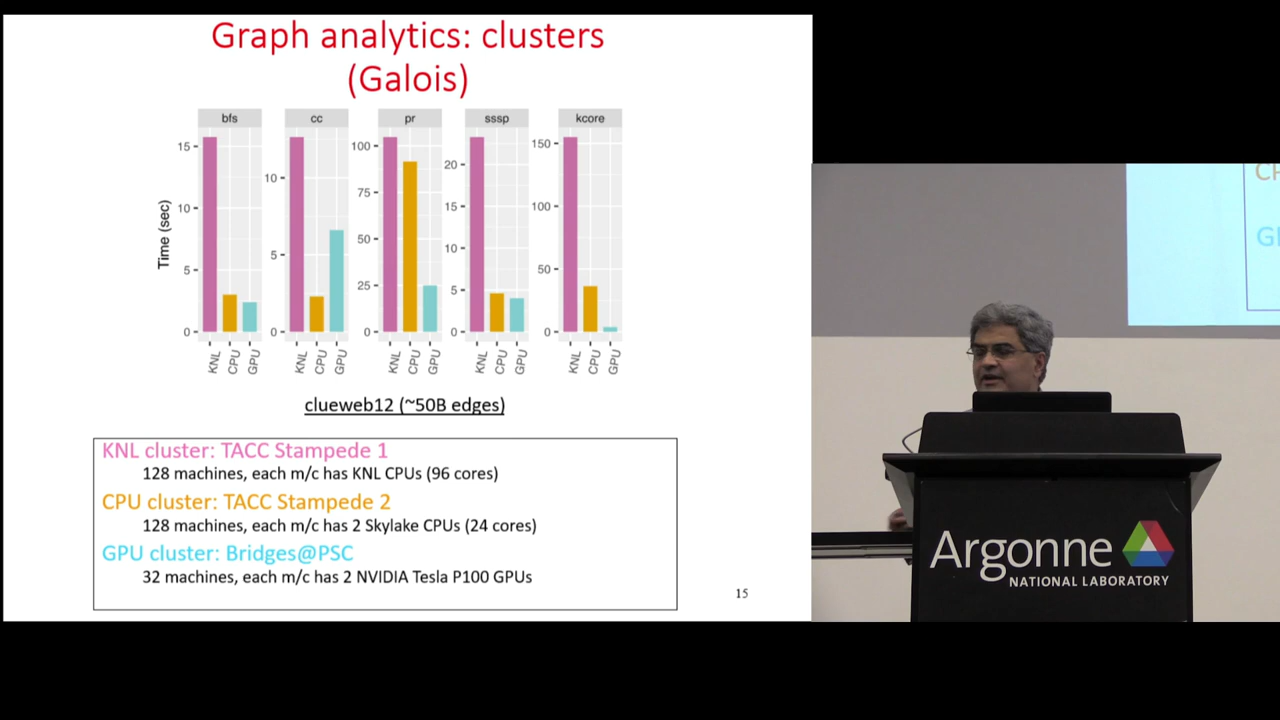 Graph analytics: clusters
(Galois)
bfs
cc
pr
sssp
kcore
Time (sec)
15
10
5
0
10
5
0
100
75
50
25
0
20
15
10
5
0
150
100
50
0
KNL
CPU
GPU
KNL
CPU
GPU
KNL
CPU
GPU
KNL
CPU
GPU
KNL
CPU
GPU
clueweb12 (~50B edges)
KNL cluster: TACC Stampede 1
128 machines, each m/c has KNL CPUs (96 cores)
CPU cluster: TACC Stampede 2
128 machines, each m/c has 2 Skylake CPUs (24 cores)
GPU cluster: Bridges@PSC
32 machines, each m/c has 2 NVIDIA Tesla P100 GPUs
15
Argonne
NATIONAL LABORATORY